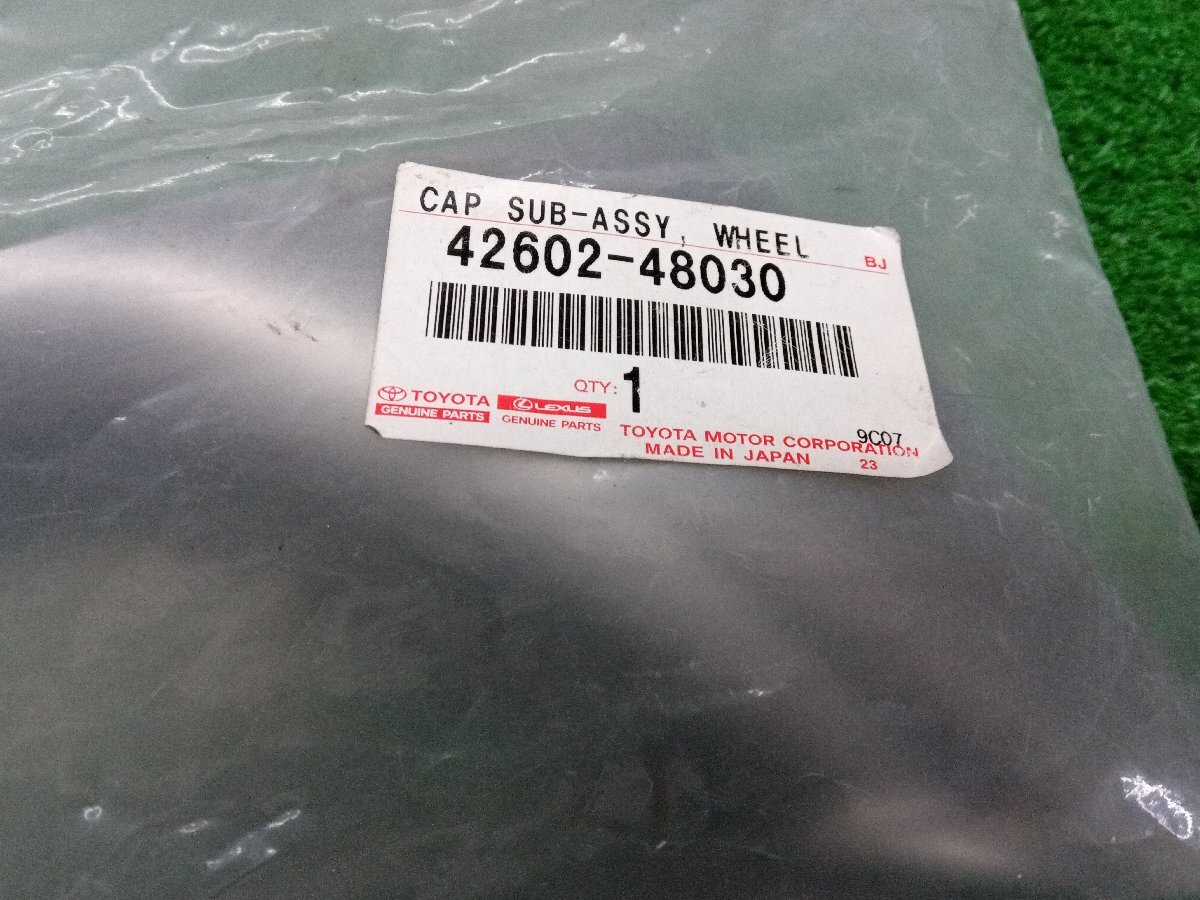 CAP SUB-ASSY, WHEEL
BJ
42602-48030
QTY: 1
TOYOTA
GENUINE PARTS
LEXUS
GENUINE PARTS
9C07
TOYOTA MOTOR CORPORATION
MADE IN JAPAN
23